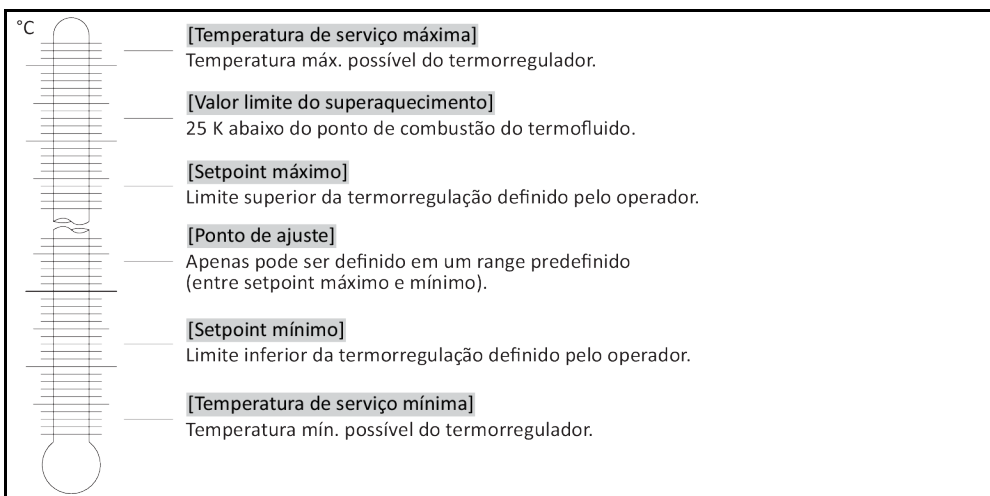 °C
[Temperatura de serviço máxima]
Temperatura máx. possível do termorregulador.
[Valor limite do superaquecimento]
25 K abaixo do ponto de combustão do termofluido.
[Setpoint máximo]
Limite superior da termorregulação definido pelo operador.
[Ponto de ajuste]
Apenas pode ser definido em um range predefinido
(entre setpoint máximo e mínimo).
[Setpoint mínimo]
Limite inferior da termorregulação definido pelo operador.
[Temperatura de serviço mínima]
Temperatura mín. possível do termorregulador.